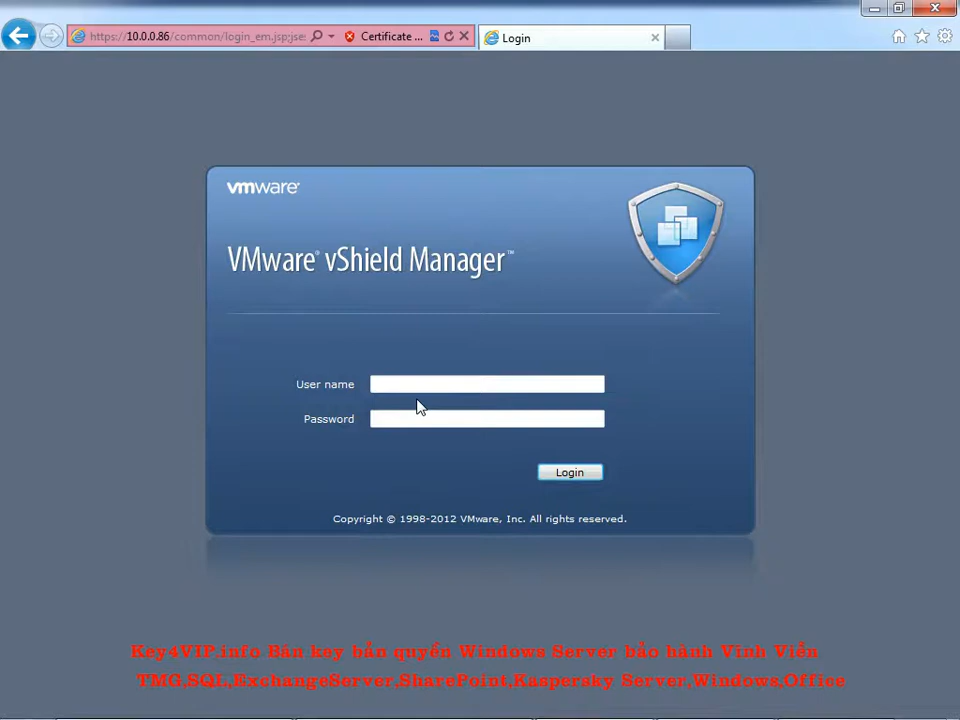 https://10.0.0.86/common/login_em.jsp;jse:
Certificate ...
Login
vmware
VMware® vShield Manager™
User name
Password
Login
Copyright © 1998-2012 VMware, Inc. All rights reserved.
Key4VIP.info Bán key bản quyền Windows Server bảo hành Vĩnh Viễn
TMG,SQL,ExchangeServer,SharePoint,Kaspersky Server,Windows,Office